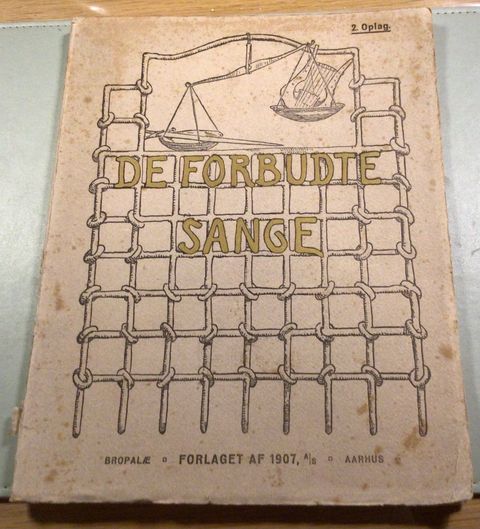 2. Oplag.
DE FORBUDTE
SANGE
BROPALÆ ▫ FORLAGET AF 1907, A/S ▫ AARHUS